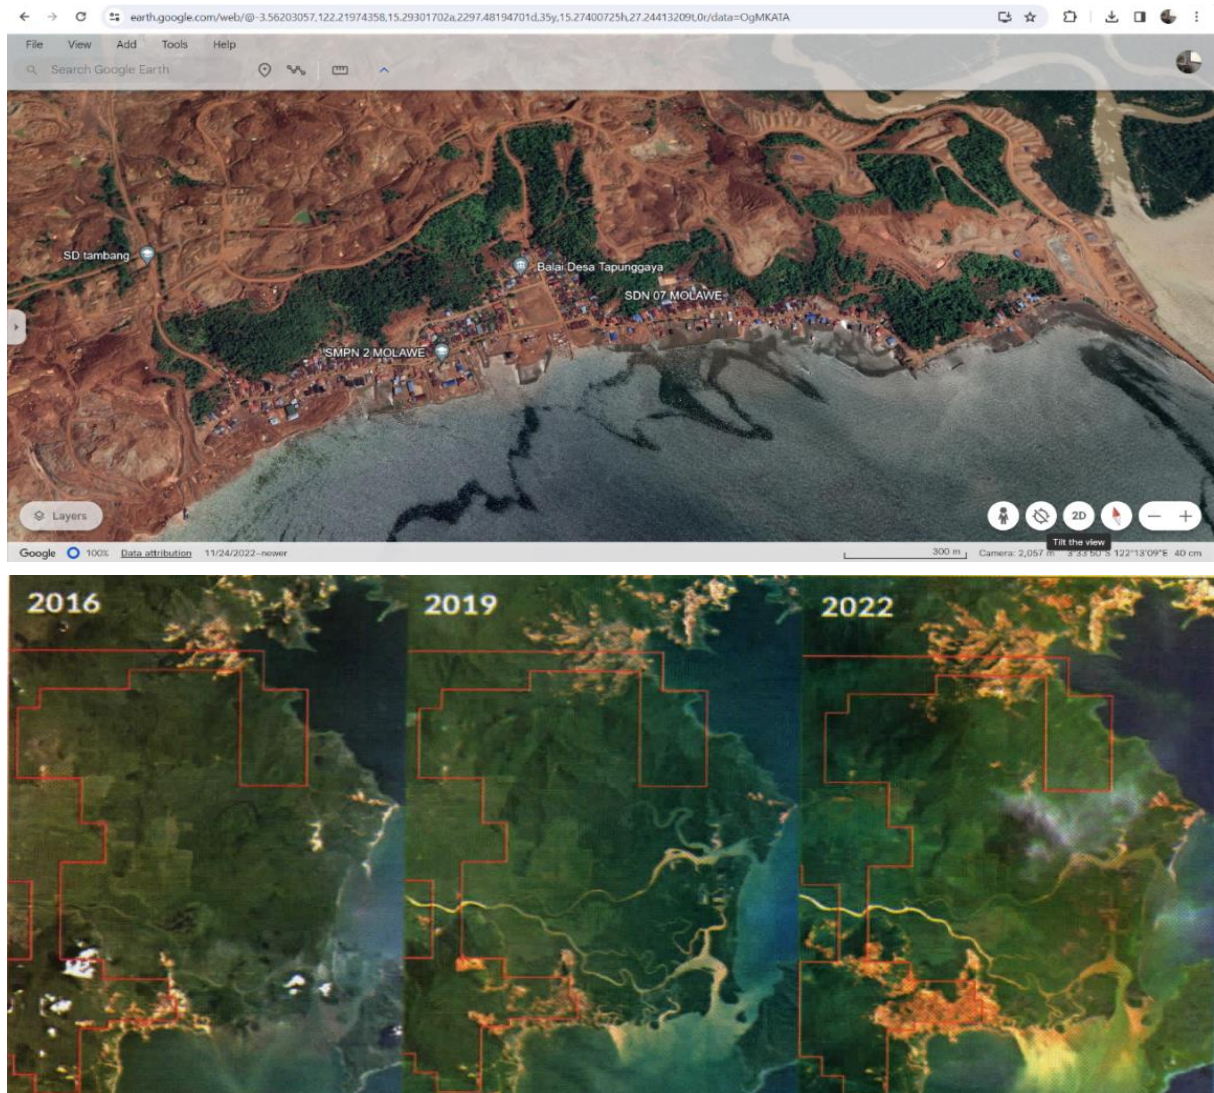 earth.google.com/web/@-3.56203057,122.21974358,15.29301702a,2297.48194701d,35y,15.27400725h,27.24413209t,0r/data=OgMKATA
File View Add Tools Help
Search Google Earth
SD tambang
Balai Desa Tapunggaya
SDN 07 MOLAWE
SMPN 2 MOLAWE
Layers
2D
Tilt the view
Google 100% Data attribution 11/24/2022-newer 300 m Camera: 2,057 m 3°33'50"S 122°13'09"E 40 cm
2016 2019 2022